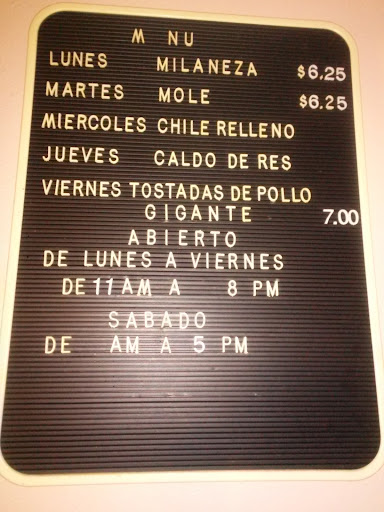 M NU
LUNES MILANEZA $6.25
MARTES MOLE $6.25
MIERCOLES CHILE RELLENO
JUEVES CALDO DE RES
VIERNES TOSTADAS DE POLLO
GIGANTE 7.00
ABIERTO
DE LUNES A VIERNES
DE 11 AM A 8 PM
SABADO
DE AM A 5 PM